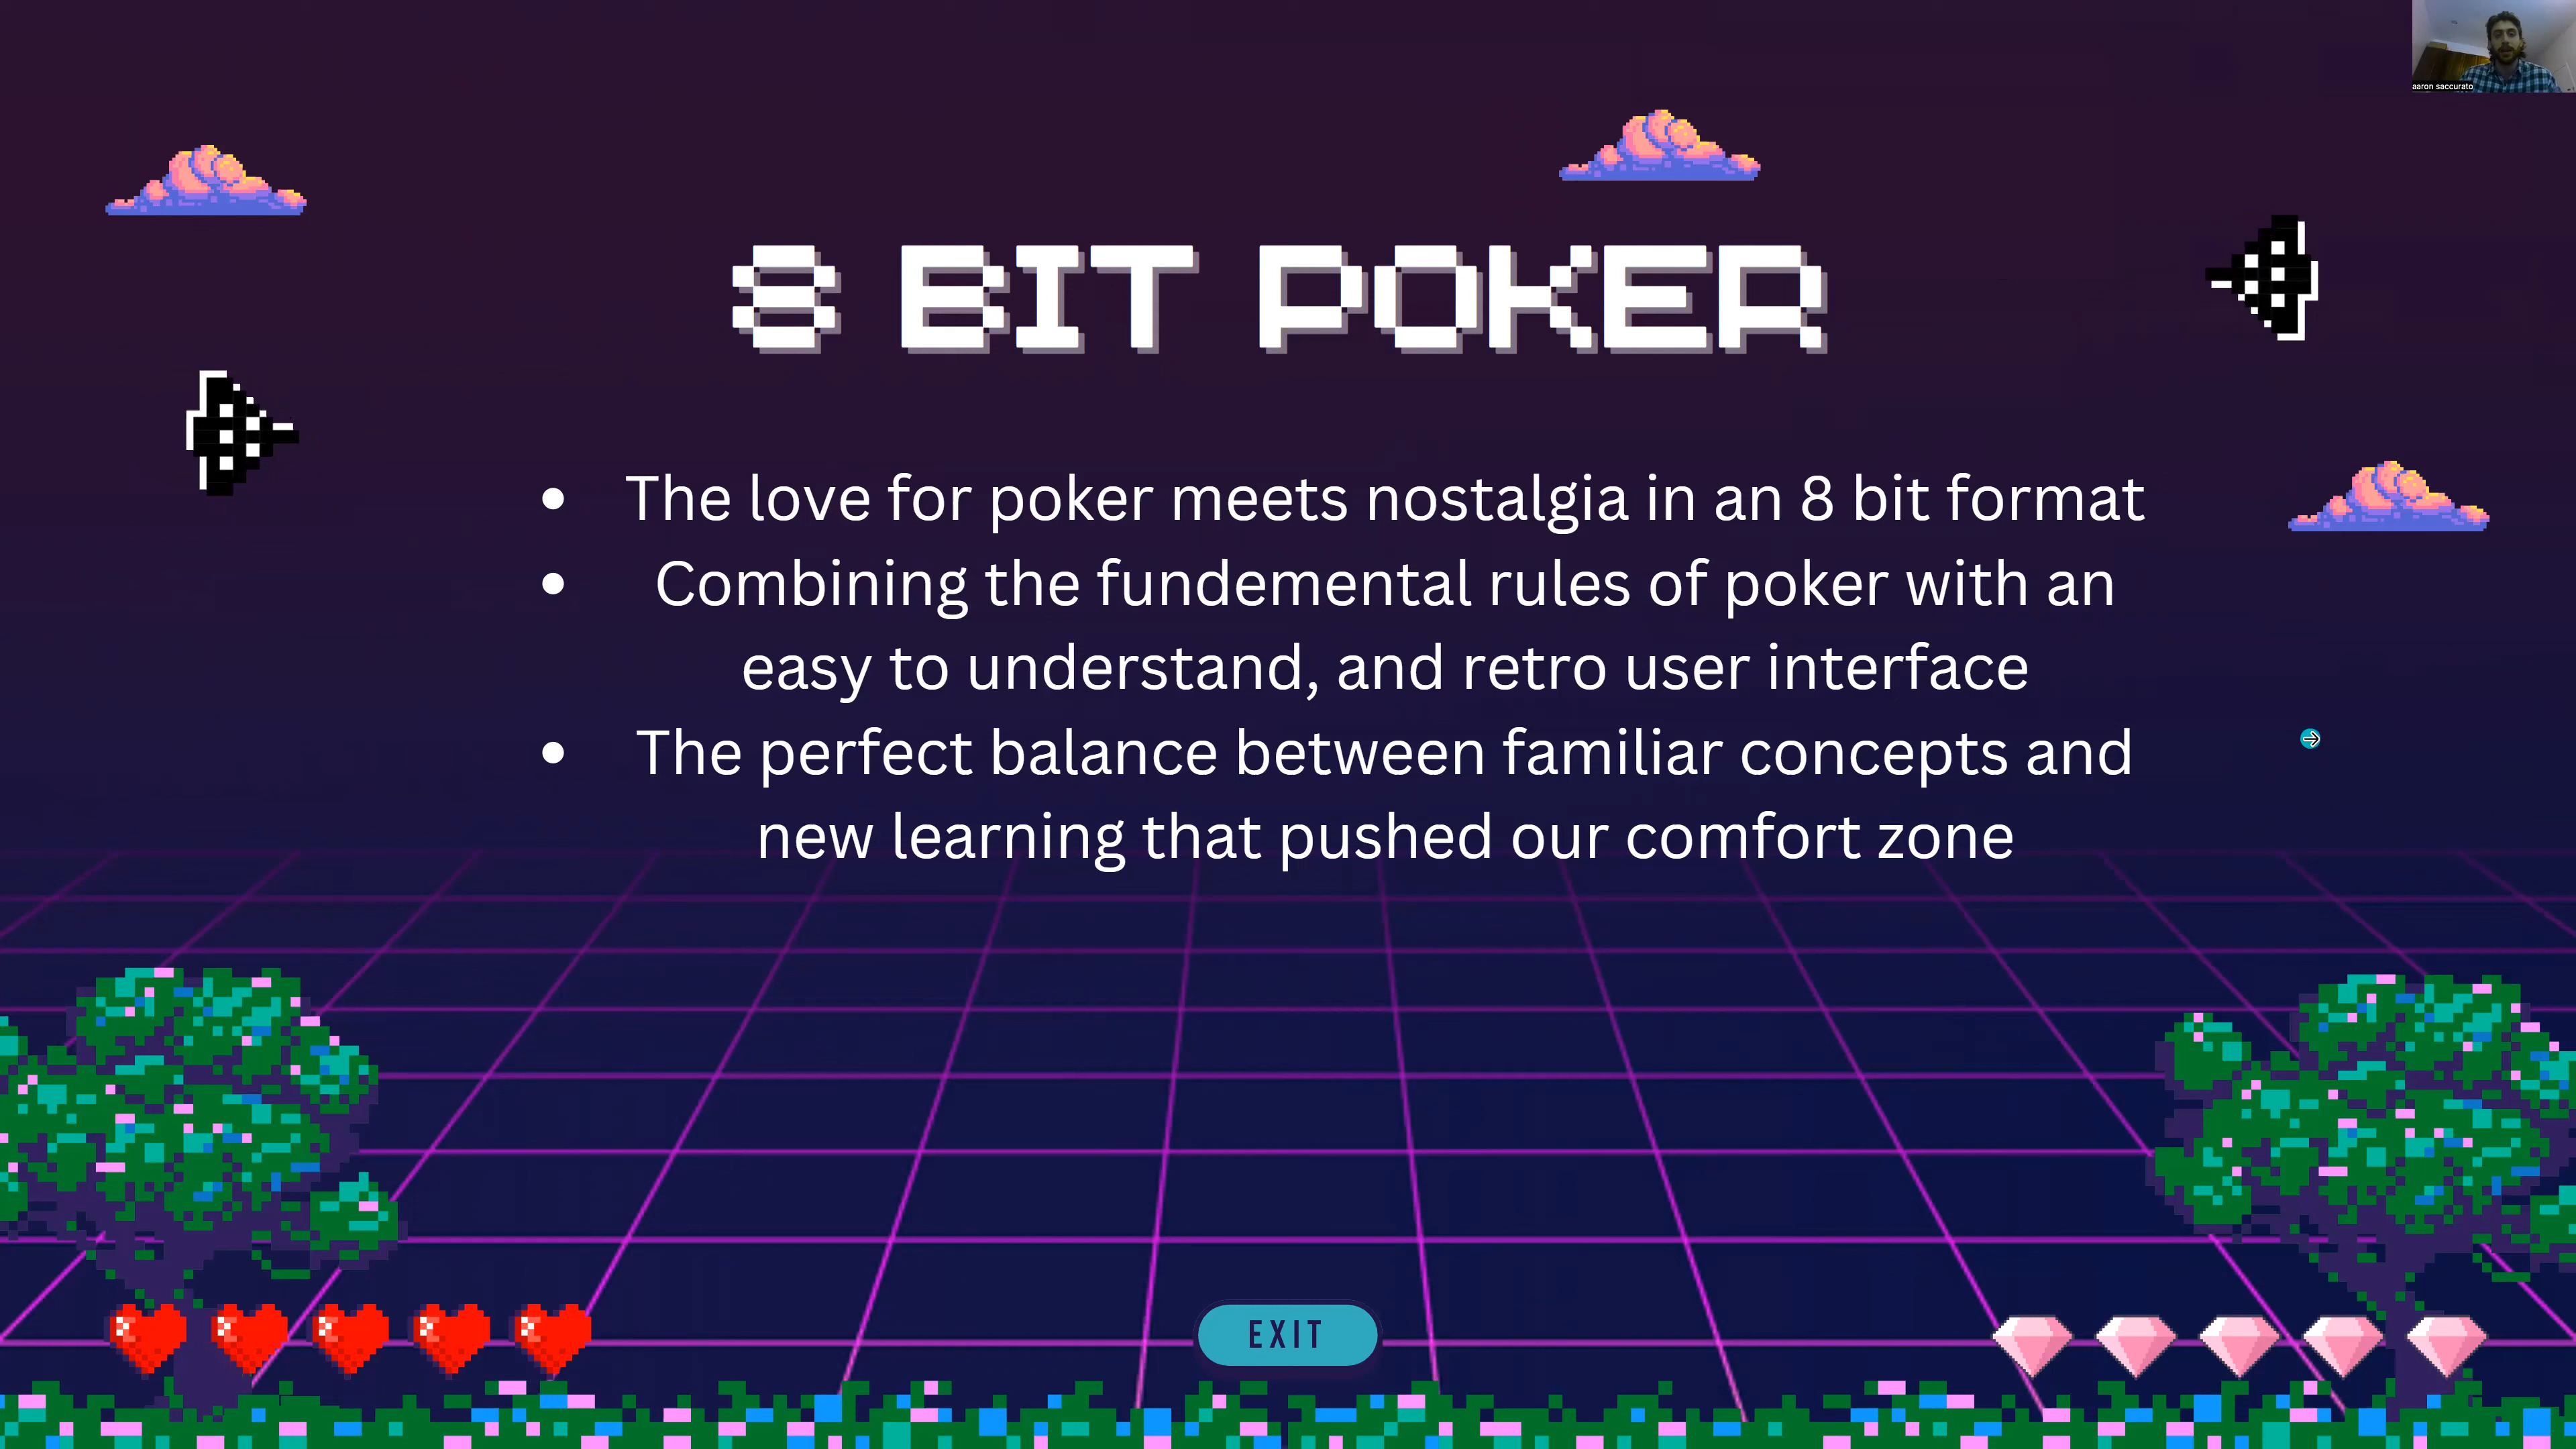 aaron saccurato
8 BIT POKER
• The love for poker meets nostalgia in an 8 bit format
• Combining the fundemental rules of poker with an
easy to understand, and retro user interface
• The perfect balance between familiar concepts and
new learning that pushed our comfort zone
EXIT